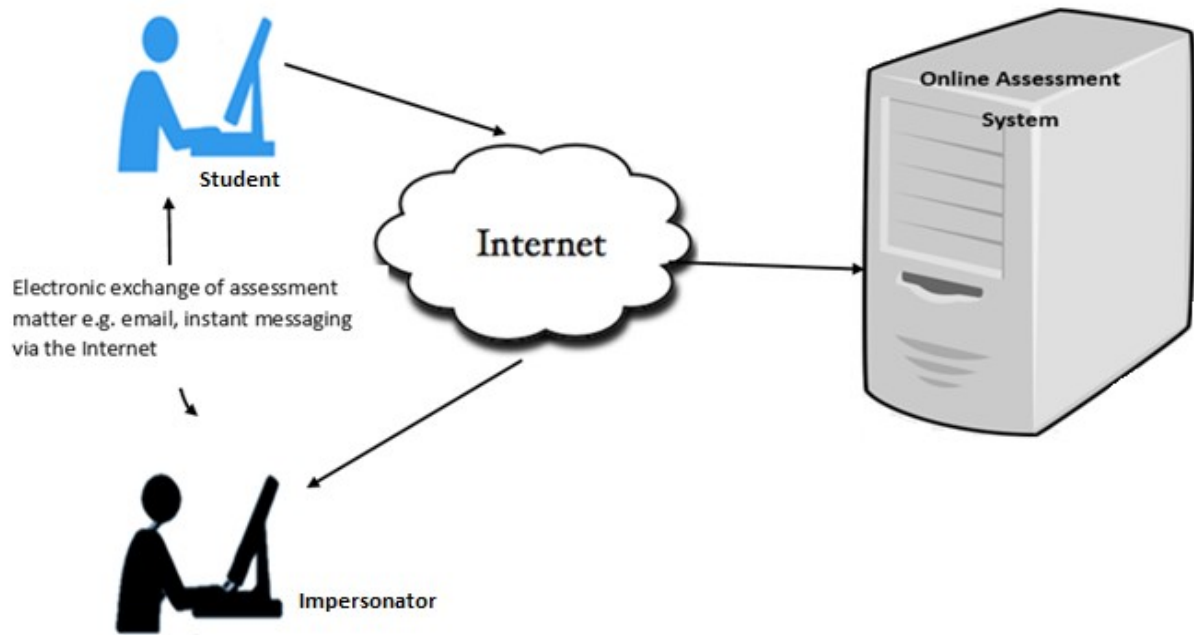 Online Assessment
System
Student
Internet
Electronic exchange of assessment
matter e.g. email, instant messaging
via the Internet
Impersonator